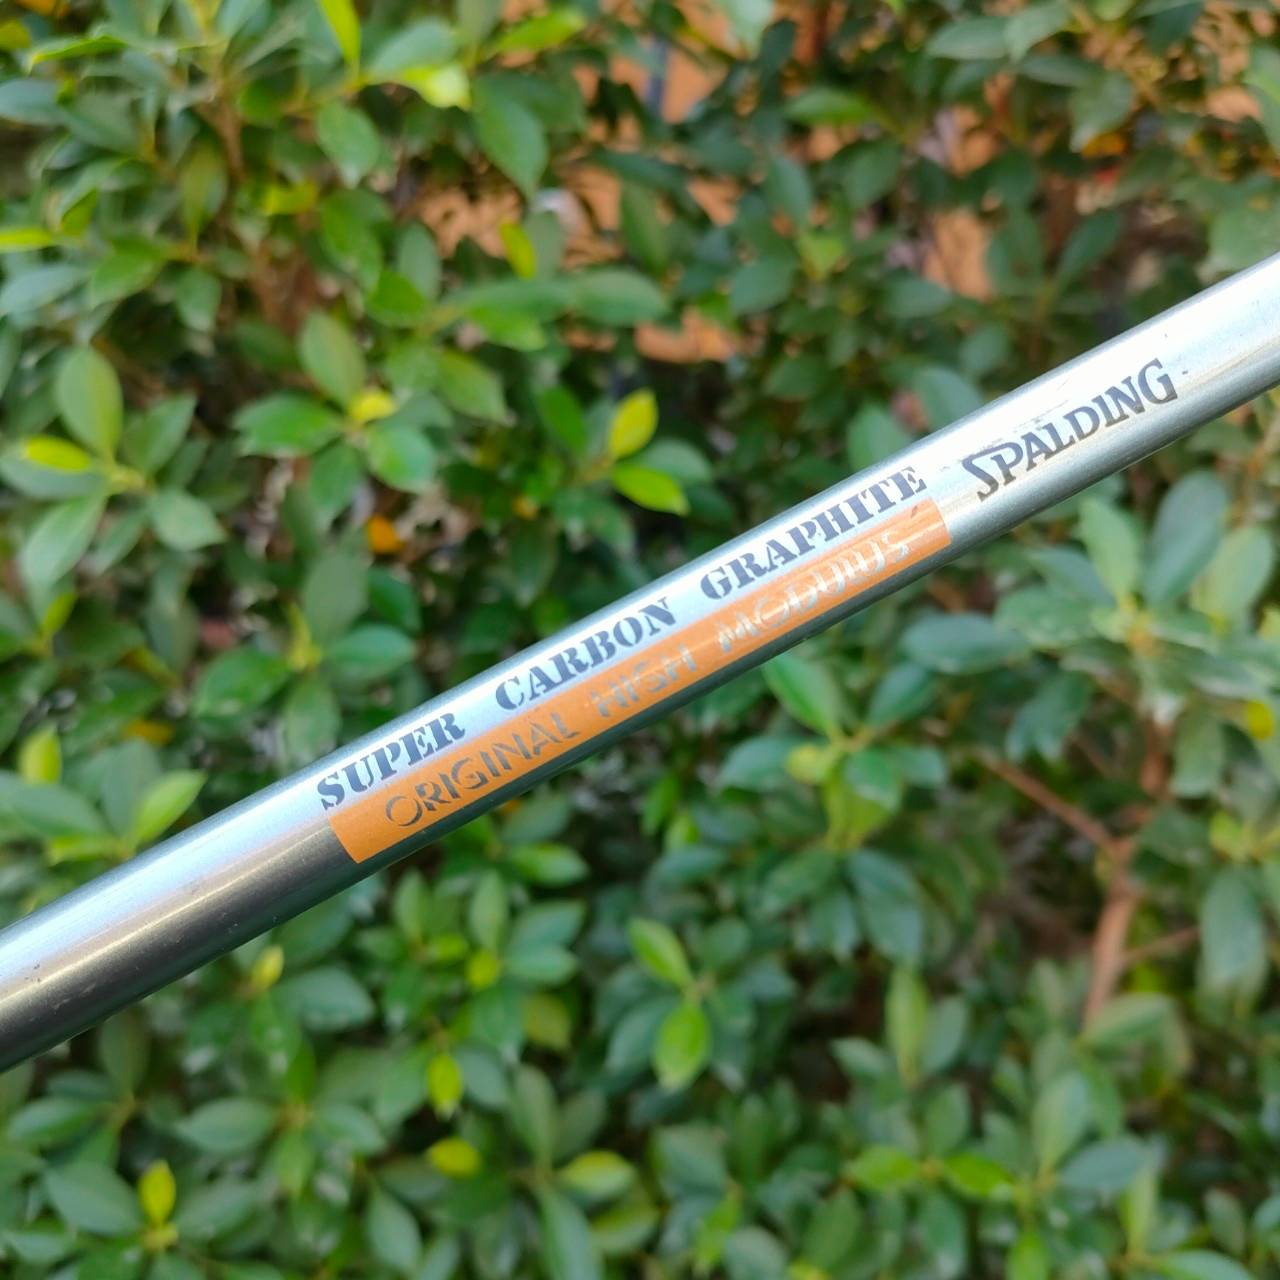 SUPER CARBON GRAPHITE SPALDING
ORIGINAL HIGH MODULUS